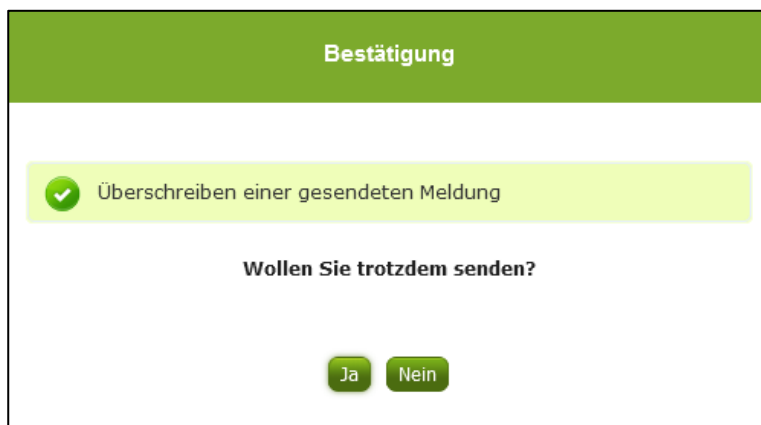 Bestätigung
Überschreiben einer gesendeten Meldung
Wollen Sie trotzdem senden?
Ja Nein